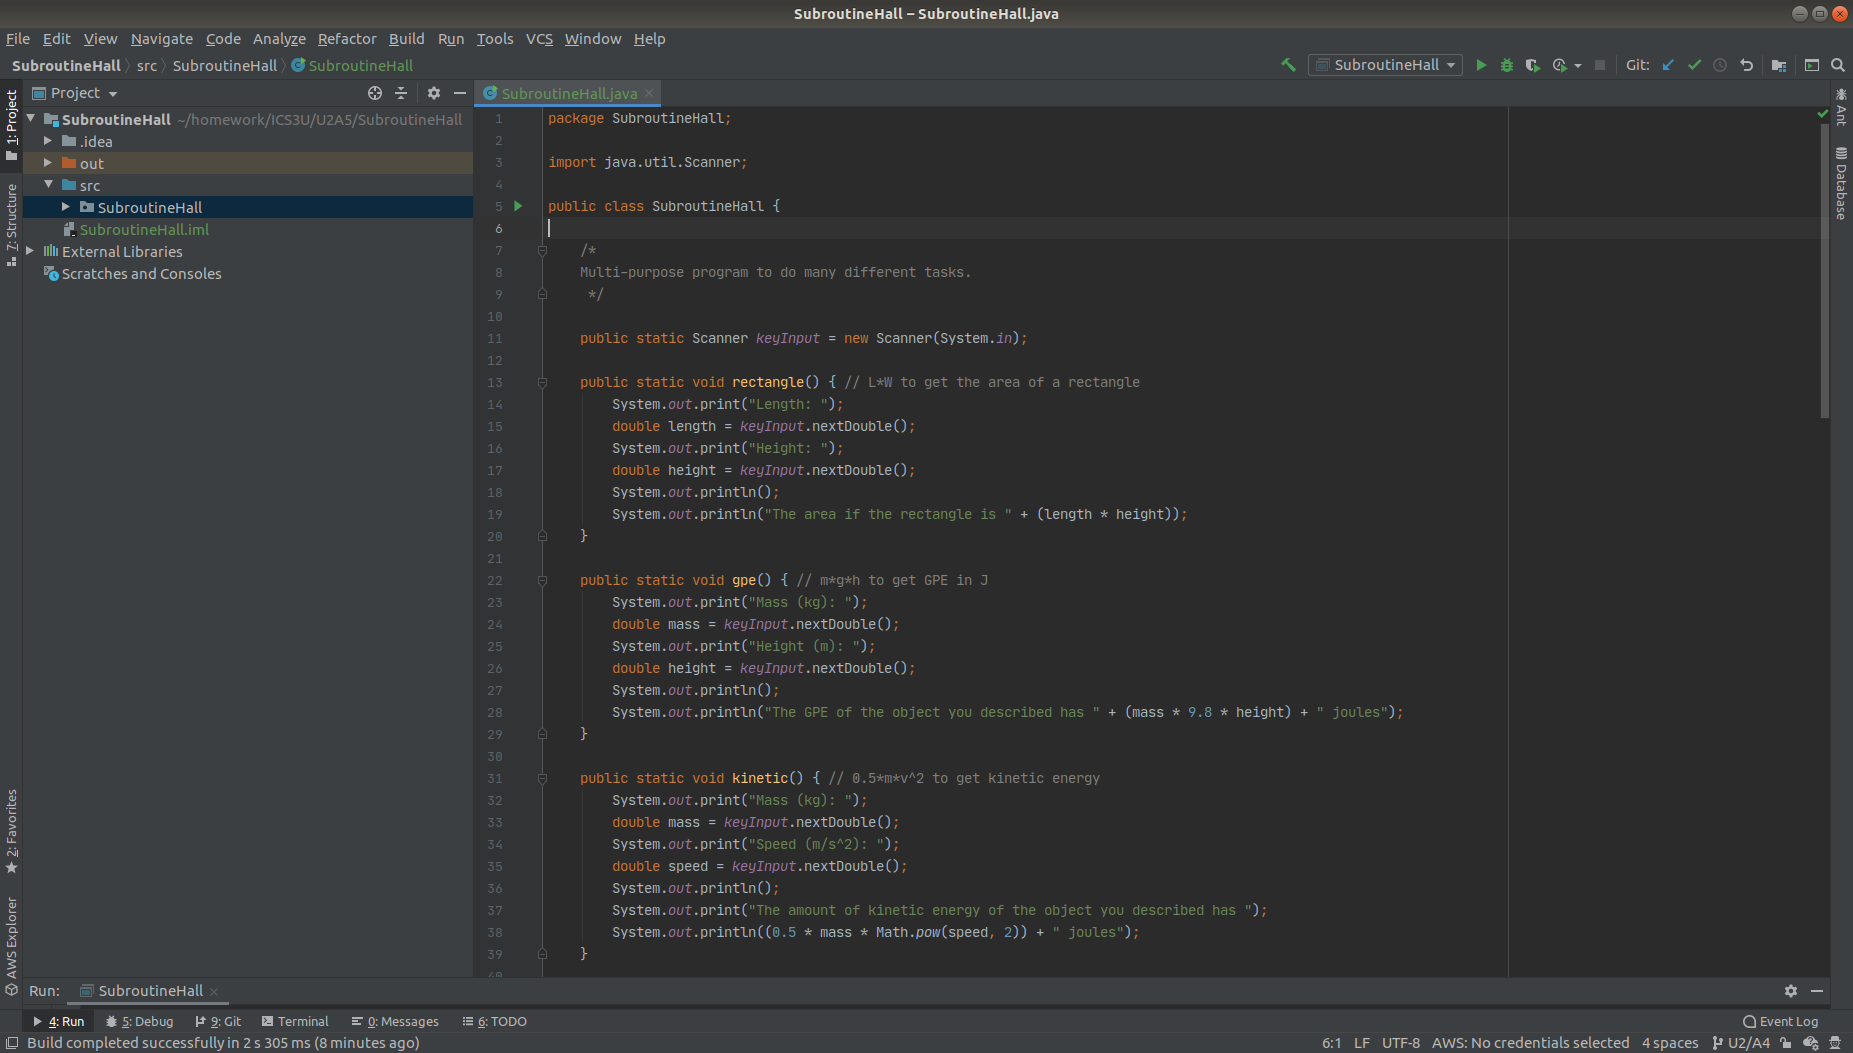 SubroutineHall – SubroutineHall.java
File Edit View Navigate Code Analyze Refactor Build Run Tools VCS Window Help
SubroutineHall src SubroutineHall SubroutineHall
SubroutineHall Git:
Project
SubroutineHall.java
1: Project
7: Structure
2: Favorites
AWS Explorer
SubroutineHall ~/homework/ICS3U/U2A5/SubroutineHall
.idea
out
src
SubroutineHall
SubroutineHall.iml
External Libraries
Scratches and Consoles
1 package SubroutineHall;
2
3 import java.util.Scanner;
4
5 public class SubroutineHall {
6
7 /*
8 Multi-purpose program to do many different tasks.
9 */
10
11 public static Scanner keyInput = new Scanner(System.in);
12
13 public static void rectangle() { // L*W to get the area of a rectangle
14 System.out.print("Length: ");
15 double length = keyInput.nextDouble();
16 System.out.print("Height: ");
17 double height = keyInput.nextDouble();
18 System.out.println();
19 System.out.println("The area if the rectangle is " + (length * height));
20 }
21
22 public static void gpe() { // m*g*h to get GPE in J
23 System.out.print("Mass (kg): ");
24 double mass = keyInput.nextDouble();
25 System.out.print("Height (m): ");
26 double height = keyInput.nextDouble();
27 System.out.println();
28 System.out.println("The GPE of the object you described has " + (mass * 9.8 * height) + " joules");
29 }
30
31 public static void kinetic() { // 0.5*m*v^2 to get kinetic energy
32 System.out.print("Mass (kg): ");
33 double mass = keyInput.nextDouble();
34 System.out.print("Speed (m/s^2): ");
35 double speed = keyInput.nextDouble();
36 System.out.println();
37 System.out.print("The amount of kinetic energy of the object you described has ");
38 System.out.println((0.5 * mass * Math.pow(speed, 2)) + " joules");
39 }
40
Ant
Database
Run: SubroutineHall
4: Run 5: Debug 9: Git Terminal 0: Messages 6: TODO Event Log
Build completed successfully in 2 s 305 ms (8 minutes ago) 6:1 LF UTF-8 AWS: No credentials selected 4 spaces U2/A4